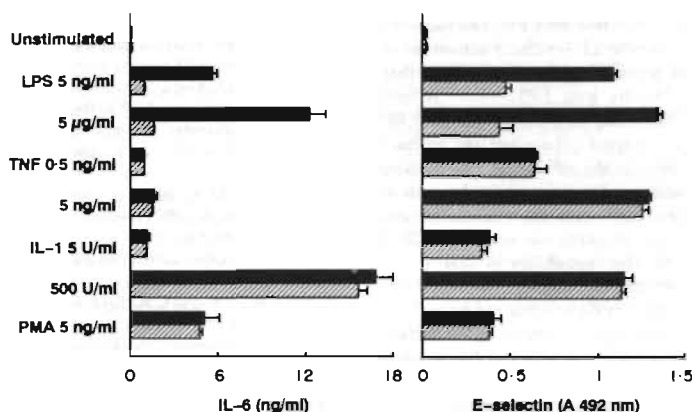 Unstimulated
LPS 5 ng/ml
5 µg/ml
TNF 0·5 ng/ml
5 ng/ml
IL-1 5 U/ml
500 U/ml
PMA 5 ng/ml
0 6 12 18
IL-6 (ng/ml)
0 0·5 1 1·5
E-selectin (A 492 nm)